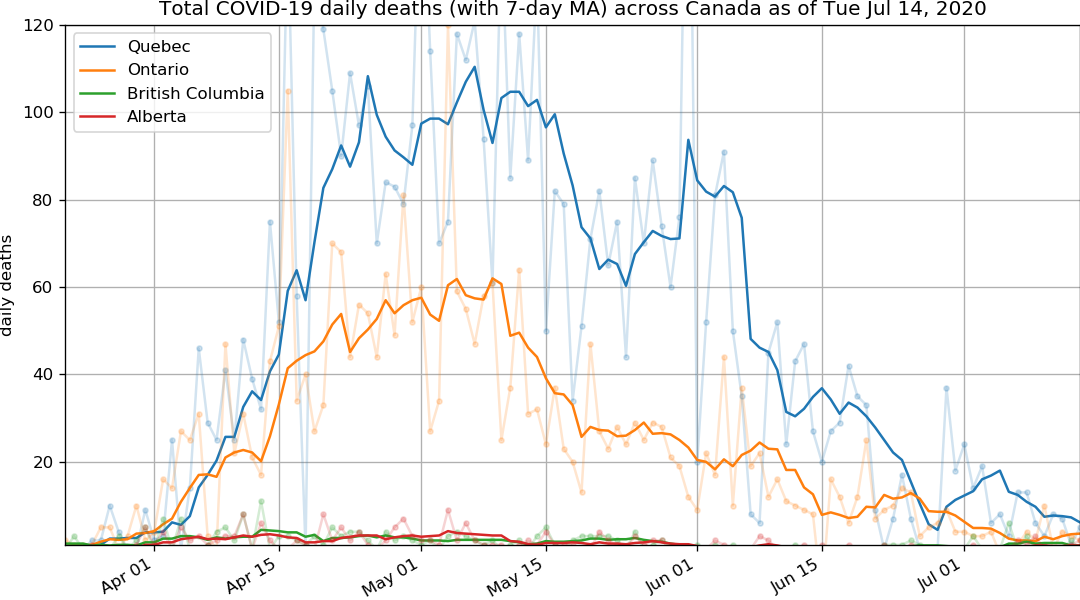 Total COVID-19 daily deaths (with 7-day MA) across Canada as of Tue Jul 14, 2020
120
100
80
60
40
20
daily deaths
Quebec
Ontario
British Columbia
Alberta
Apr 01
Apr 15
May 01
May 15
Jun 01
Jun 15
Jul 01